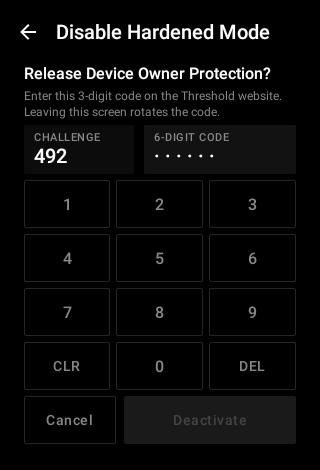 Disable Hardened Mode
Release Device Owner Protection?
Enter this 3-digit code on the Threshold website.
Leaving this screen rotates the code.
CHALLENGE
492
6-DIGIT CODE
• • • • • •
1 2 3
4 5 6
7 8 9
CLR 0 DEL
Cancel Deactivate